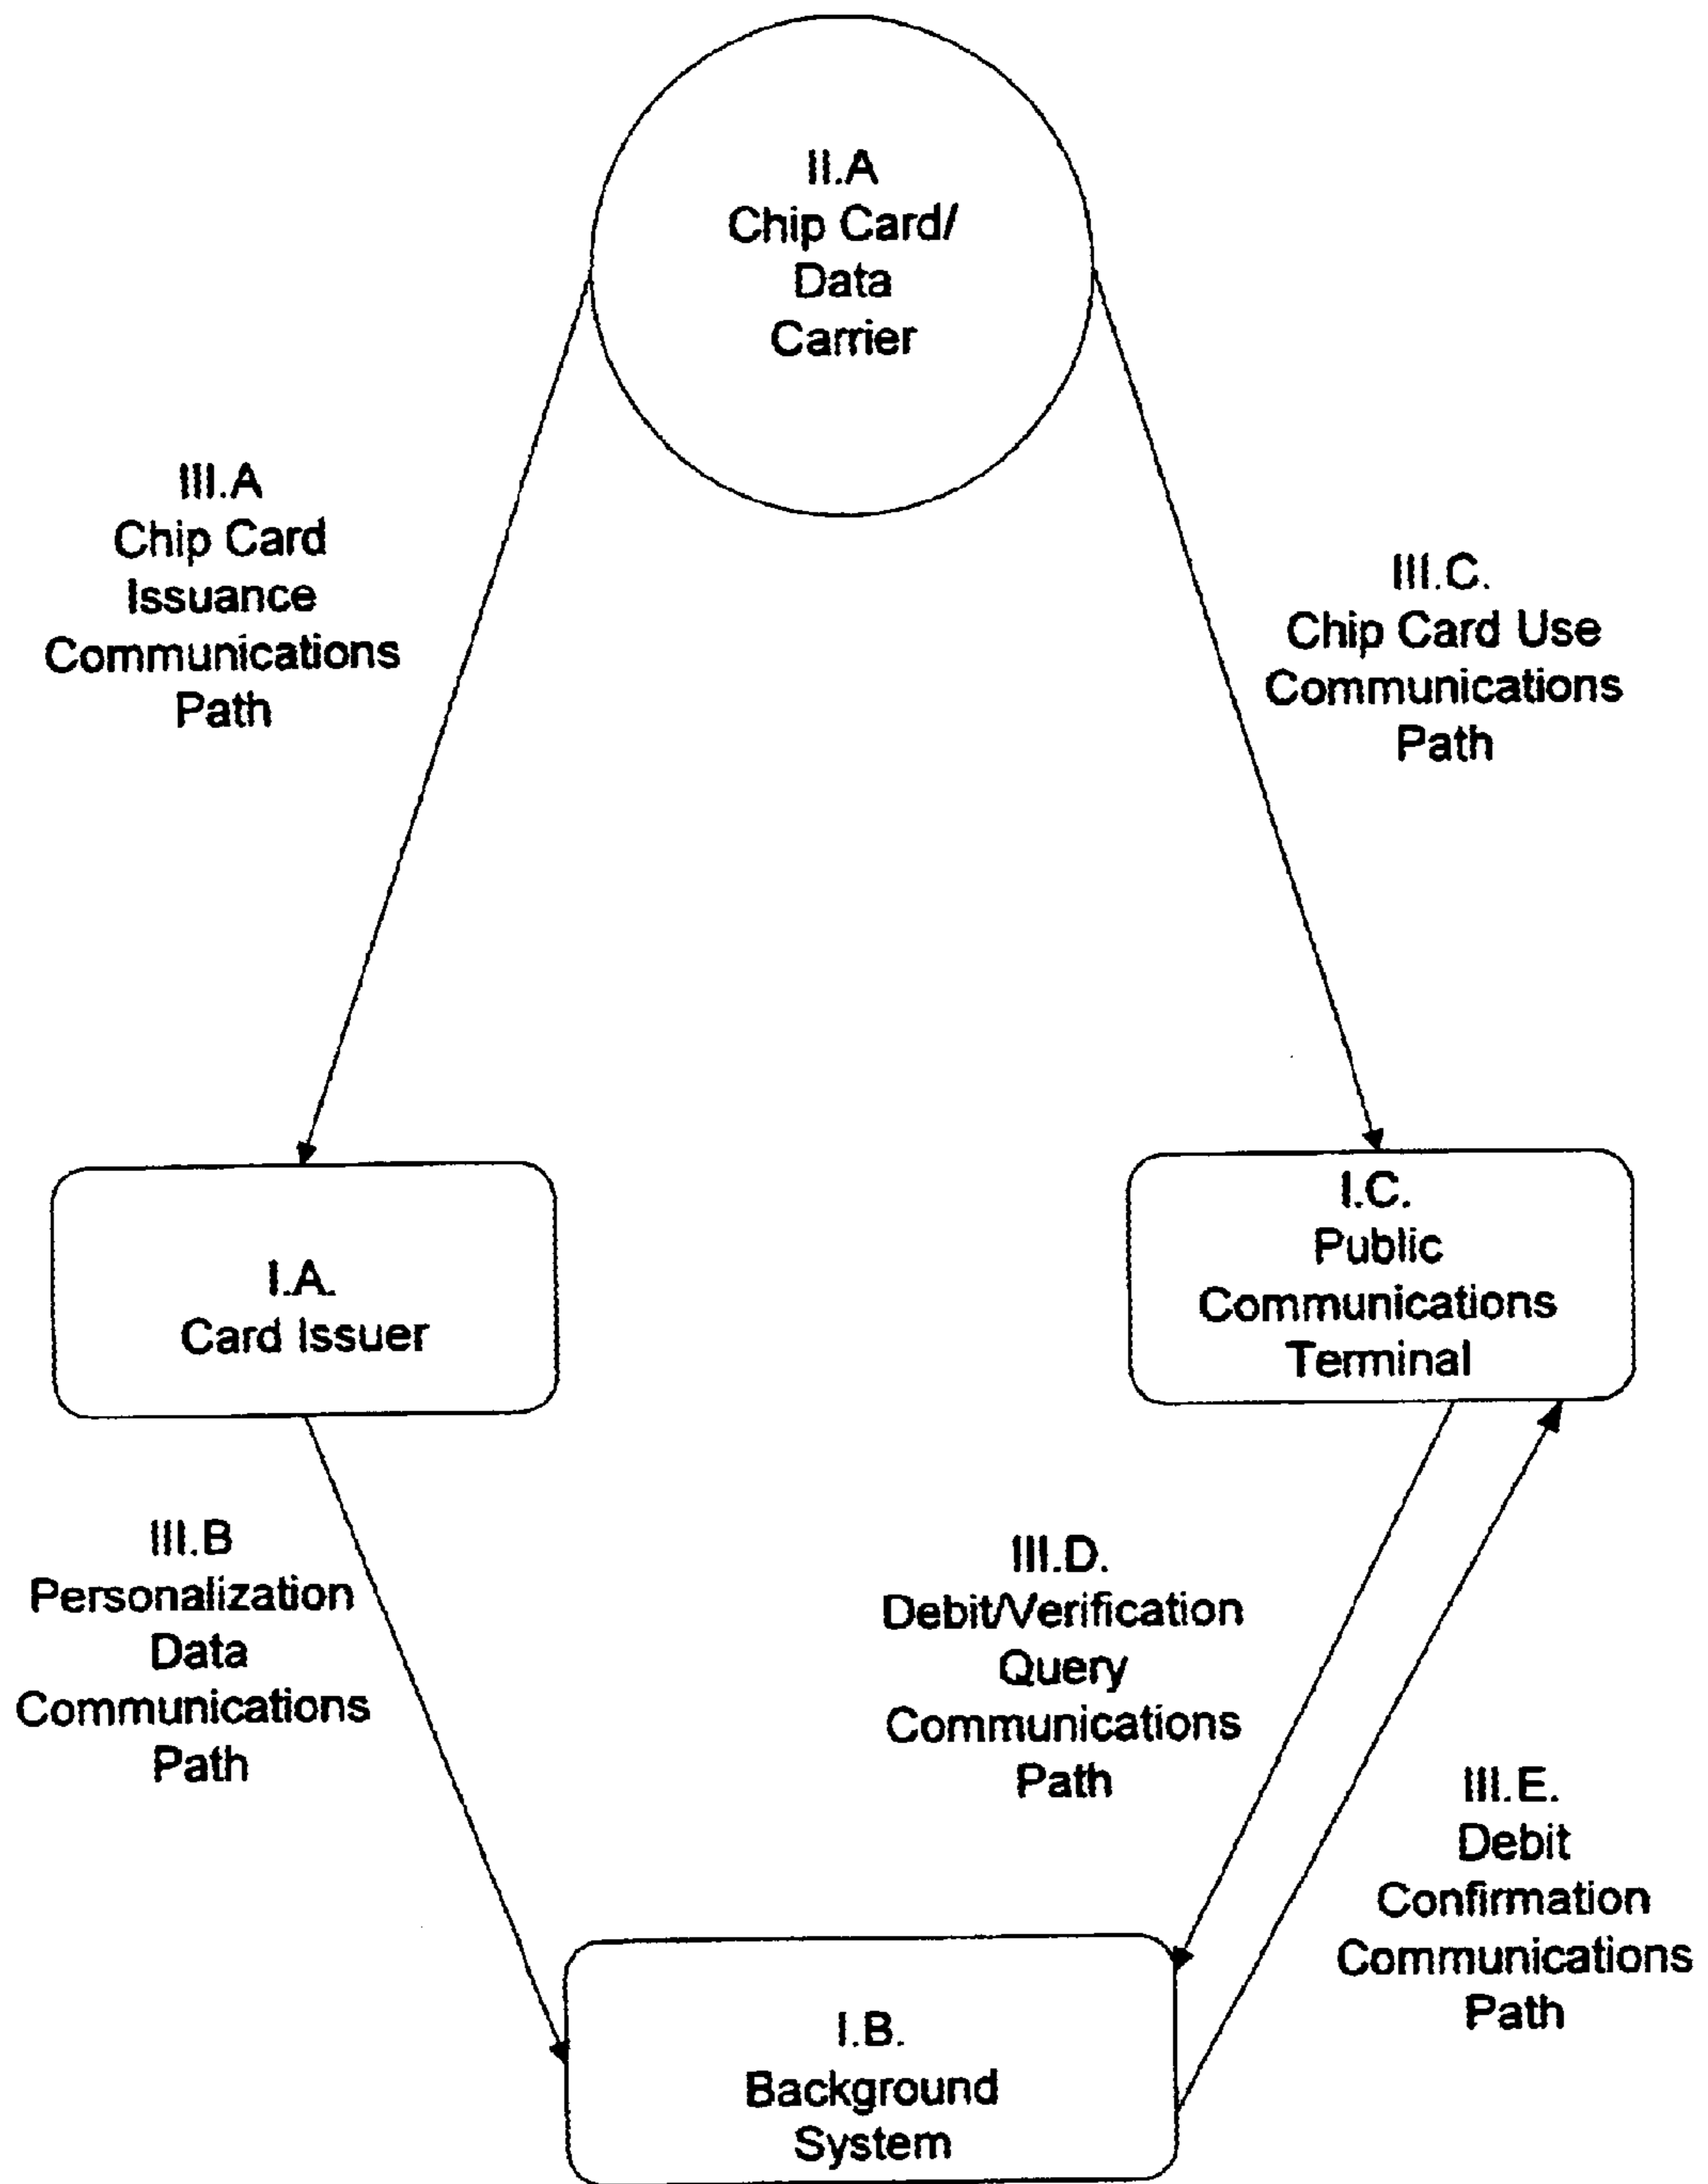 II.A
Chip Card/
Data
Carrier
III.A
Chip Card
Issuance
Communications
Path
III.C.
Chip Card Use
Communications
Path
I.A.
Card Issuer
I.C.
Public
Communications
Terminal
III.B
Personalization
Data
Communications
Path
III.D.
Debit/Verification
Query
Communications
Path
III.E.
Debit
Confirmation
Communications
Path
I.B.
Background
System